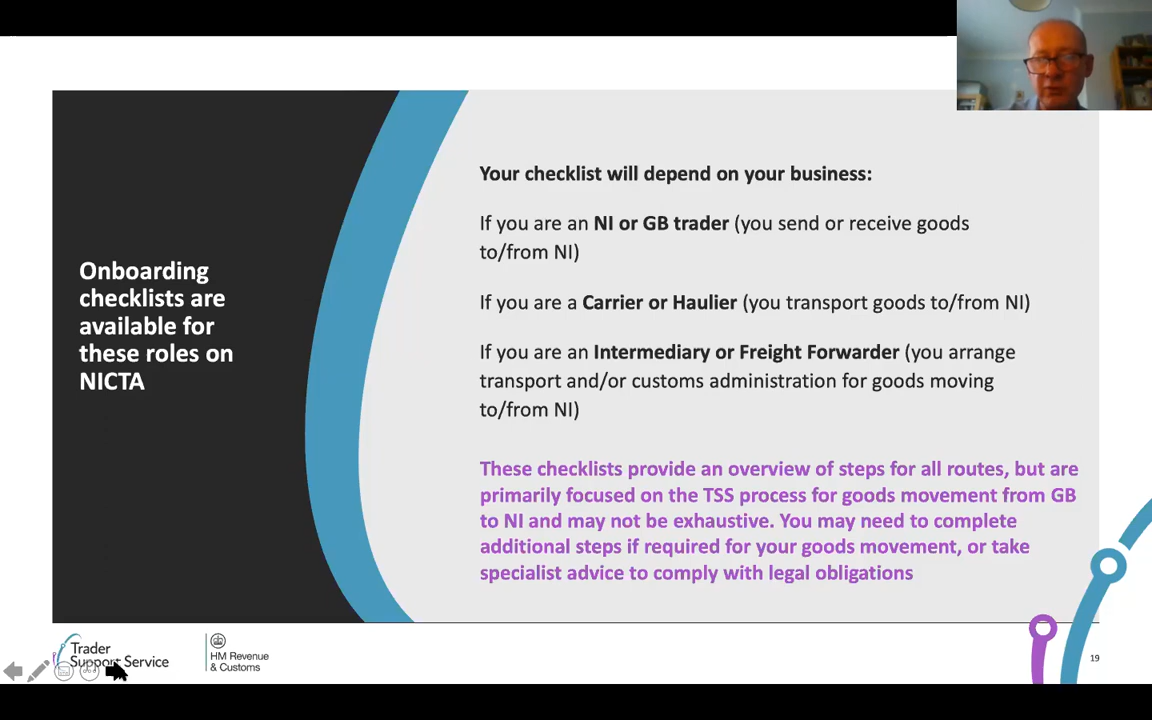 Onboarding
checklists are
available for
these roles on
NICTA
Your checklist will depend on your business:
If you are an NI or GB trader (you send or receive goods
to/from NI)
If you are a Carrier or Haulier (you transport goods to/from NI)
If you are an Intermediary or Freight Forwarder (you arrange
transport and/or customs administration for goods moving
to/from NI)
These checklists provide an overview of steps for all routes, but are
primarily focused on the TSS process for goods movement from GB
to NI and may not be exhaustive. You may need to complete
additional steps if required for your goods movement, or take
specialist advice to comply with legal obligations
Trader
Support Service
HM Revenue
& Customs
19